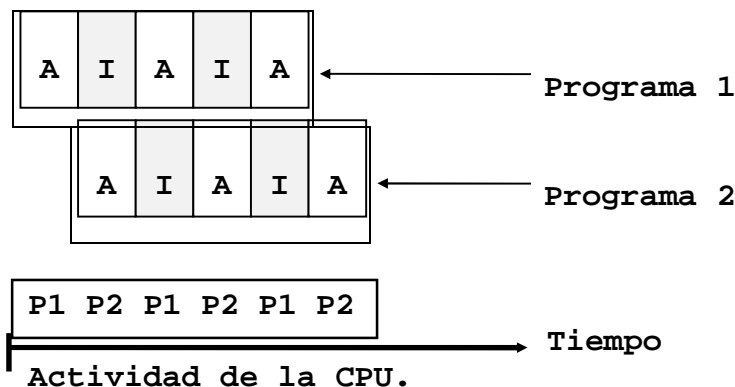 A I A I A
Programa 1
A I A I A
Programa 2
P1 P2 P1 P2 P1 P2
Tiempo
Actividad de la CPU.